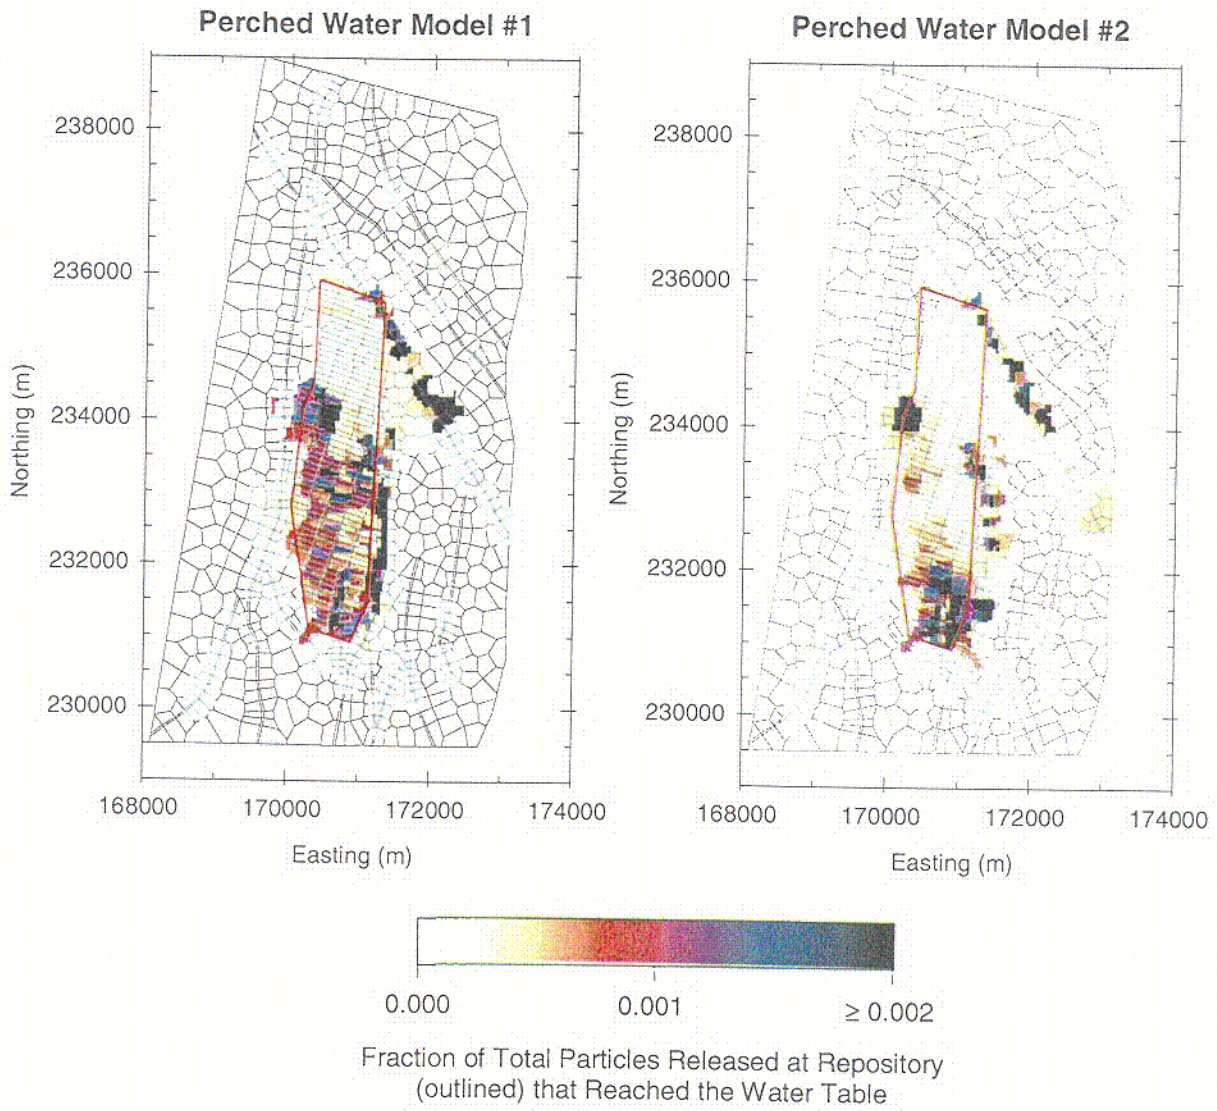 Perched Water Model #1
Perched Water Model #2
238000
236000
234000
232000
230000
Northing (m)
168000 170000 172000 174000
Easting (m)
238000
236000
234000
232000
230000
Northing (m)
168000 170000 172000 174000
Easting (m)
0.000 0.001 ≥ 0.002
Fraction of Total Particles Released at Repository
(outlined) that Reached the Water Table